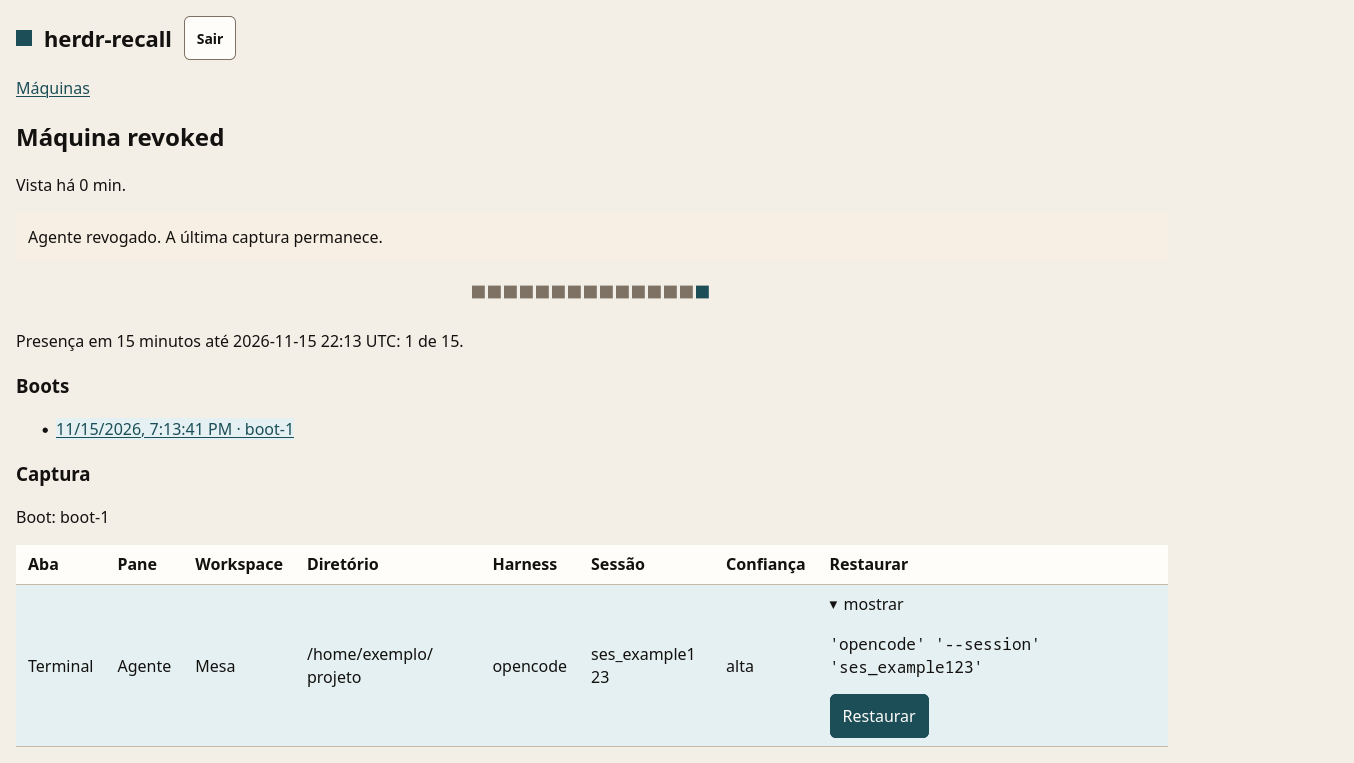 herdr-recall Sair
Máquinas
Máquina revoked
Vista há 0 min.
Agente revogado. A última captura permanece.
Presença em 15 minutos até 2026-11-15 22:13 UTC: 1 de 15.
Boots
11/15/2026, 7:13:41 PM · boot-1
Captura
Boot: boot-1
Aba Pane Workspace Diretório Harness Sessão Confiança Restaurar
▾ mostrar
'opencode' '--session'
Terminal Agente Mesa /home/exemplo/ opencode ses_example1 alta 'ses_example123'
projeto 23
Restaurar